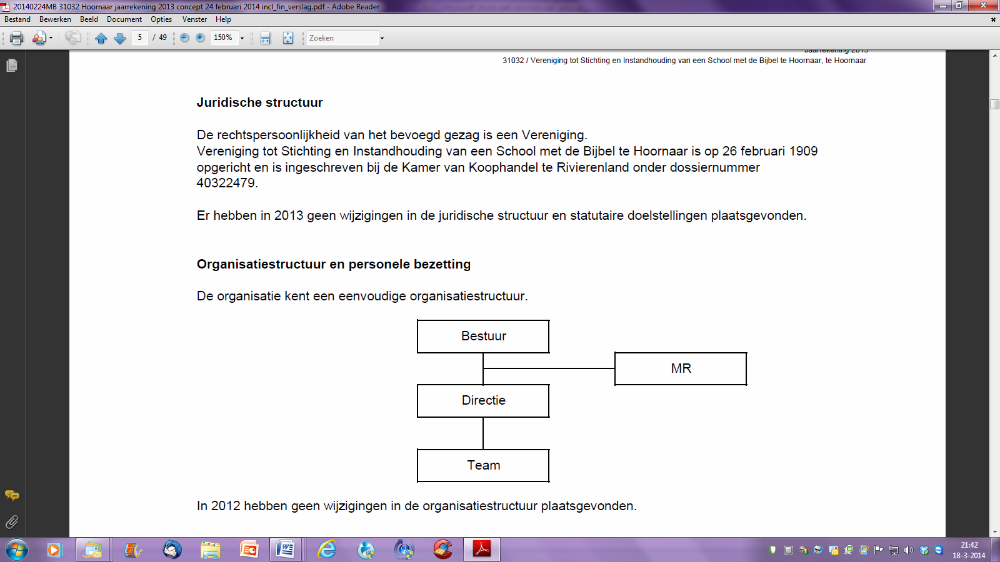 20140224MB 31032 Hoornaar jaarrekening 2013 concept 24 februari 2014 incl_fin_verslag.pdf - Adobe Reader
Bestand Bewerken Beeld Document Opties Venster Help
5 / 49 150% Zoeken
Jaarrekening 2013
31032 / Vereniging tot Stichting en Instandhouding van een School met de Bijbel te Hoornaar, te Hoornaar
Juridische structuur
De rechtspersoonlijkheid van het bevoegd gezag is een Vereniging.
Vereniging tot Stichting en Instandhouding van een School met de Bijbel te Hoornaar is op 26 februari 1909
opgericht en is ingeschreven bij de Kamer van Koophandel te Rivierenland onder dossiernummer
40322479.
Er hebben in 2013 geen wijzigingen in de juridische structuur en statutaire doelstellingen plaatsgevonden.
Organisatiestructuur en personele bezetting
De organisatie kent een eenvoudige organisatiestructuur.
Bestuur
MR
Directie
Team
In 2012 hebben geen wijzigingen in de organisatiestructuur plaatsgevonden.
21:42
18-3-2014